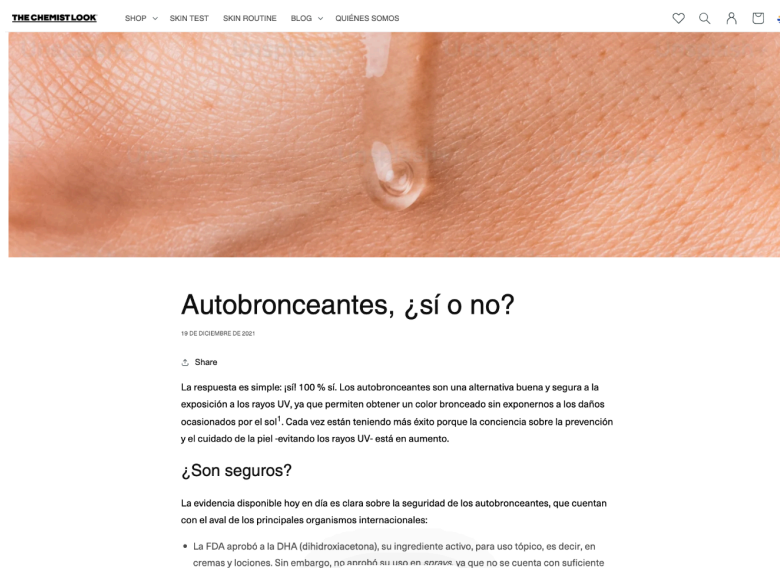 THE CHEMIST LOOK
SHOP
SKIN TEST
SKIN ROUTINE
BLOG
QUIÉNES SOMOS
Autobronceantes, ¿sí o no?
19 DE DICIEMBRE DE 2021
Share
La respuesta es simple: ¡sí! 100 % sí. Los autobronceantes son una alternativa buena y segura a la
exposición a los rayos UV, ya que permiten obtener un color bronceado sin exponernos a los daños
ocasionados por el sol1. Cada vez están teniendo más éxito porque la conciencia sobre la prevención
y el cuidado de la piel -evitando los rayos UV- está en aumento.
¿Son seguros?
La evidencia disponible hoy en día es clara sobre la seguridad de los autobronceantes, que cuentan
con el aval de los principales organismos internacionales:
• La FDA aprobó a la DHA (dihidroxiacetona), su ingrediente activo, para uso tópico, es decir, en
cremas y lociones. Sin embargo, no aprobó su uso en sprays, ya que no se cuenta con suficiente